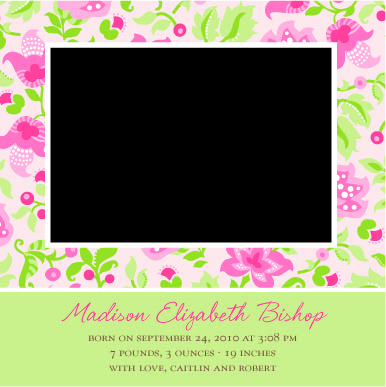 Madison Elizabeth Bishop
BORN ON SEPTEMBER 24, 2010 AT 3:08 PM
7 POUNDS, 3 OUNCES · 19 INCHES
WITH LOVE, CAITLIN AND ROBERT